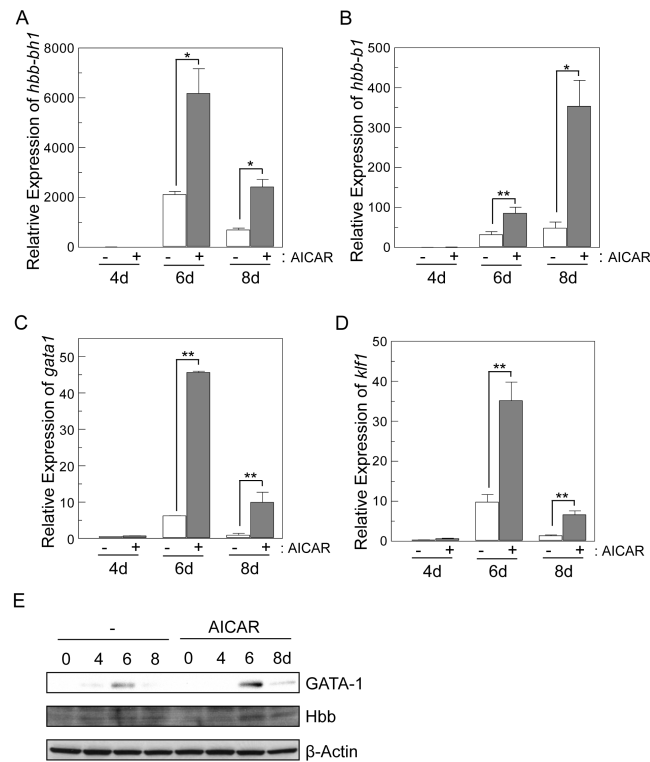 A
Relatrive Expression of hbb-bh1
8000
6000
4000
2000
0
*
*
- + - + - + : AICAR
4d 6d 8d
B
Relative Expression of hbb-b1
500
400
300
200
100
0
**
*
- + - + - + : AICAR
4d 6d 8d
C
Relative Expression of gata1
50
40
30
20
10
0
**
**
- + - + - + : AICAR
4d 6d 8d
D
Relative Expression of klf1
50
40
30
20
10
0
**
**
- + - + - + : AICAR
4d 6d 8d
E
- AICAR
0 4 6 8 0 4 6 8d
GATA-1
Hbb
β-Actin